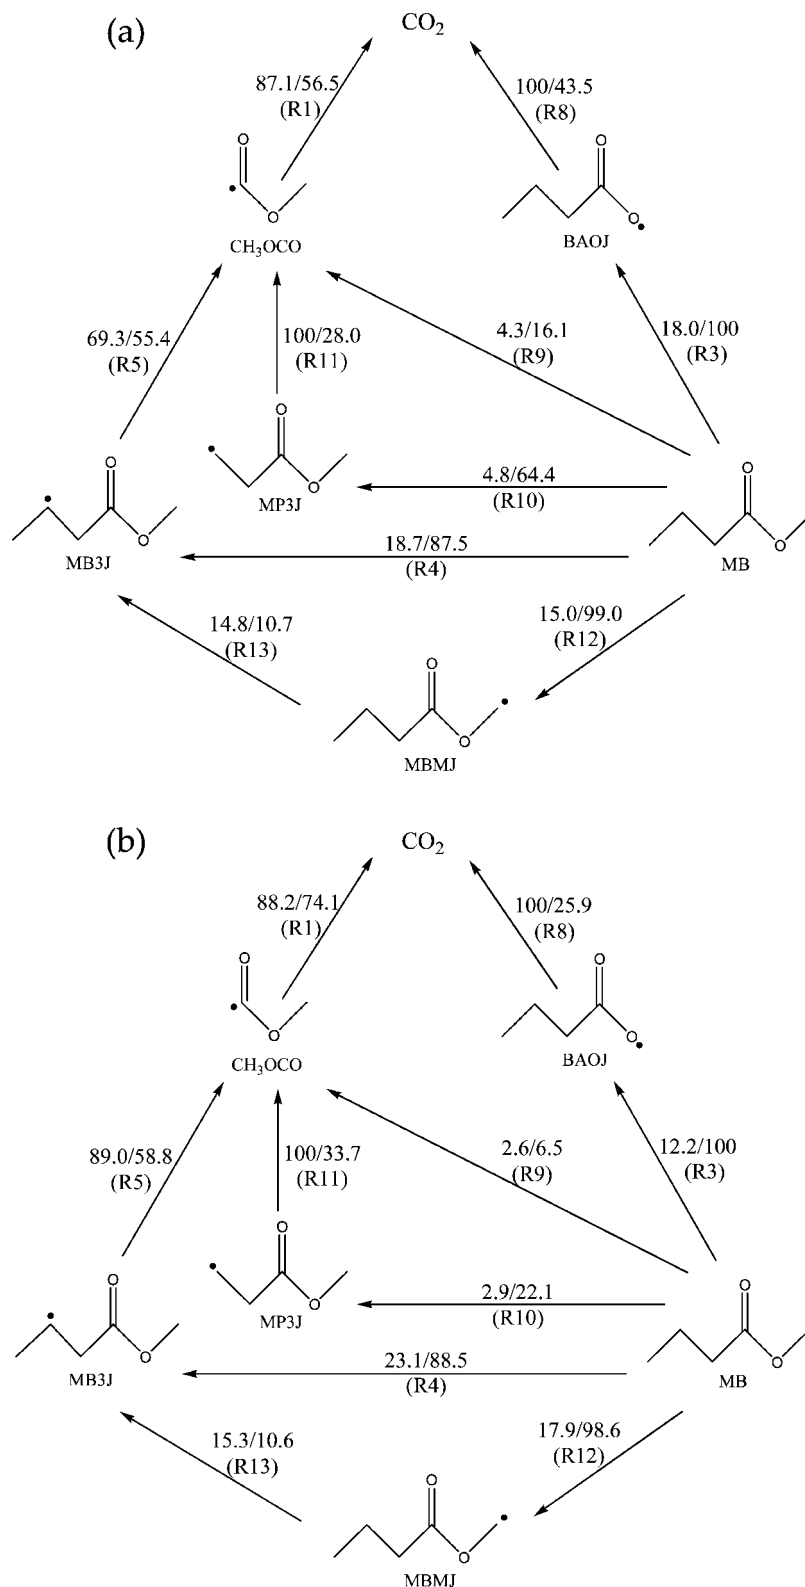 (a)
CO₂
87.1/56.5
(R1)
100/43.5
(R8)
O
O
O
O
CH₃OCO
BAOJ
69.3/55.4
(R5)
100/28.0
(R11)
4.3/16.1
(R9)
18.0/100
(R3)
O
O
O
O
O
O
MP3J
4.8/64.4
(R10)
MB3J
MB
18.7/87.5
(R4)
14.8/10.7
(R13)
15.0/99.0
(R12)
O
O
MBMJ
(b)
CO₂
88.2/74.1
(R1)
100/25.9
(R8)
O
O
O
O
CH₃OCO
BAOJ
89.0/58.8
(R5)
100/33.7
(R11)
2.6/6.5
(R9)
12.2/100
(R3)
O
O
O
O
O
O
MP3J
2.9/22.1
(R10)
MB3J
MB
23.1/88.5
(R4)
15.3/10.6
(R13)
17.9/98.6
(R12)
O
O
MBMJ